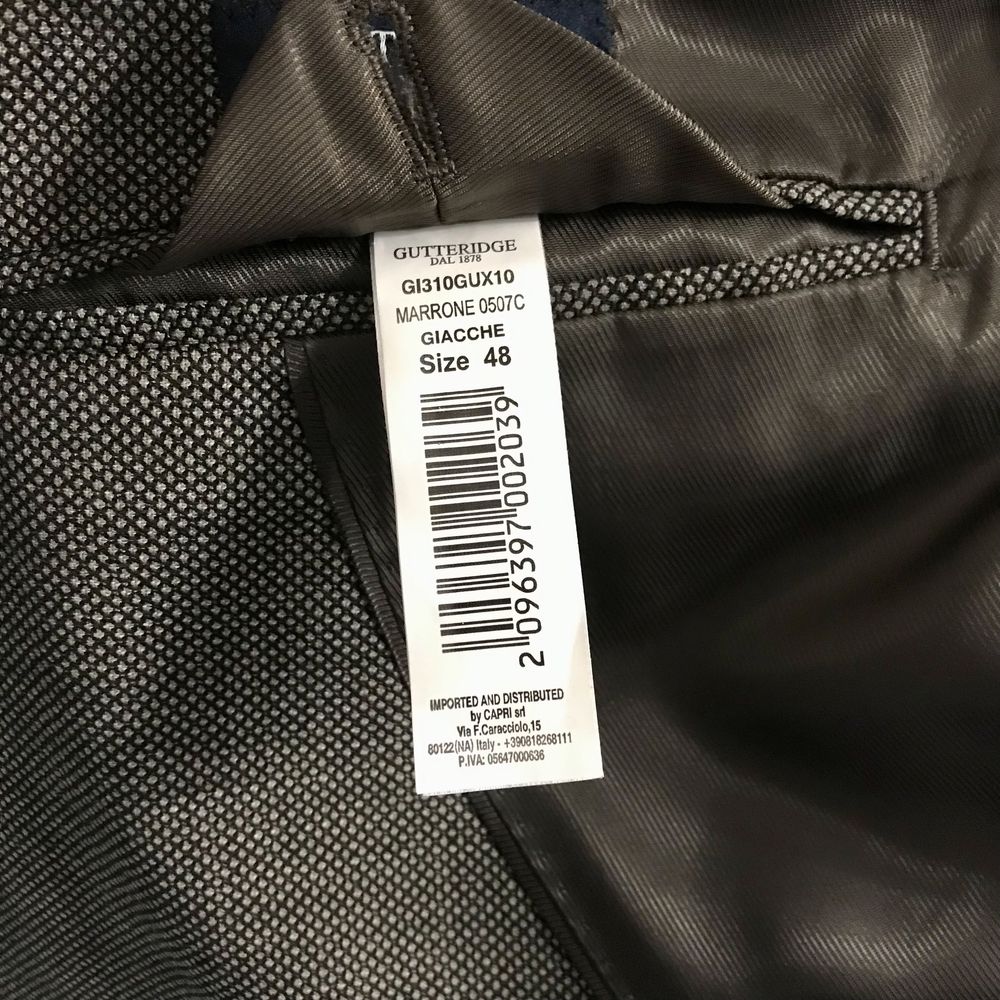 GUTTERIDGE
DAL 1878
GI310GUX10
MARRONE 0507C
GIACCHE
Size 48
2 096397 002039
IMPORTED AND DISTRIBUTED
by CAPRI srl
Via F.Caracciolo,15
80122(NA) Italy - +390818268111
P.IVA: 05647000636